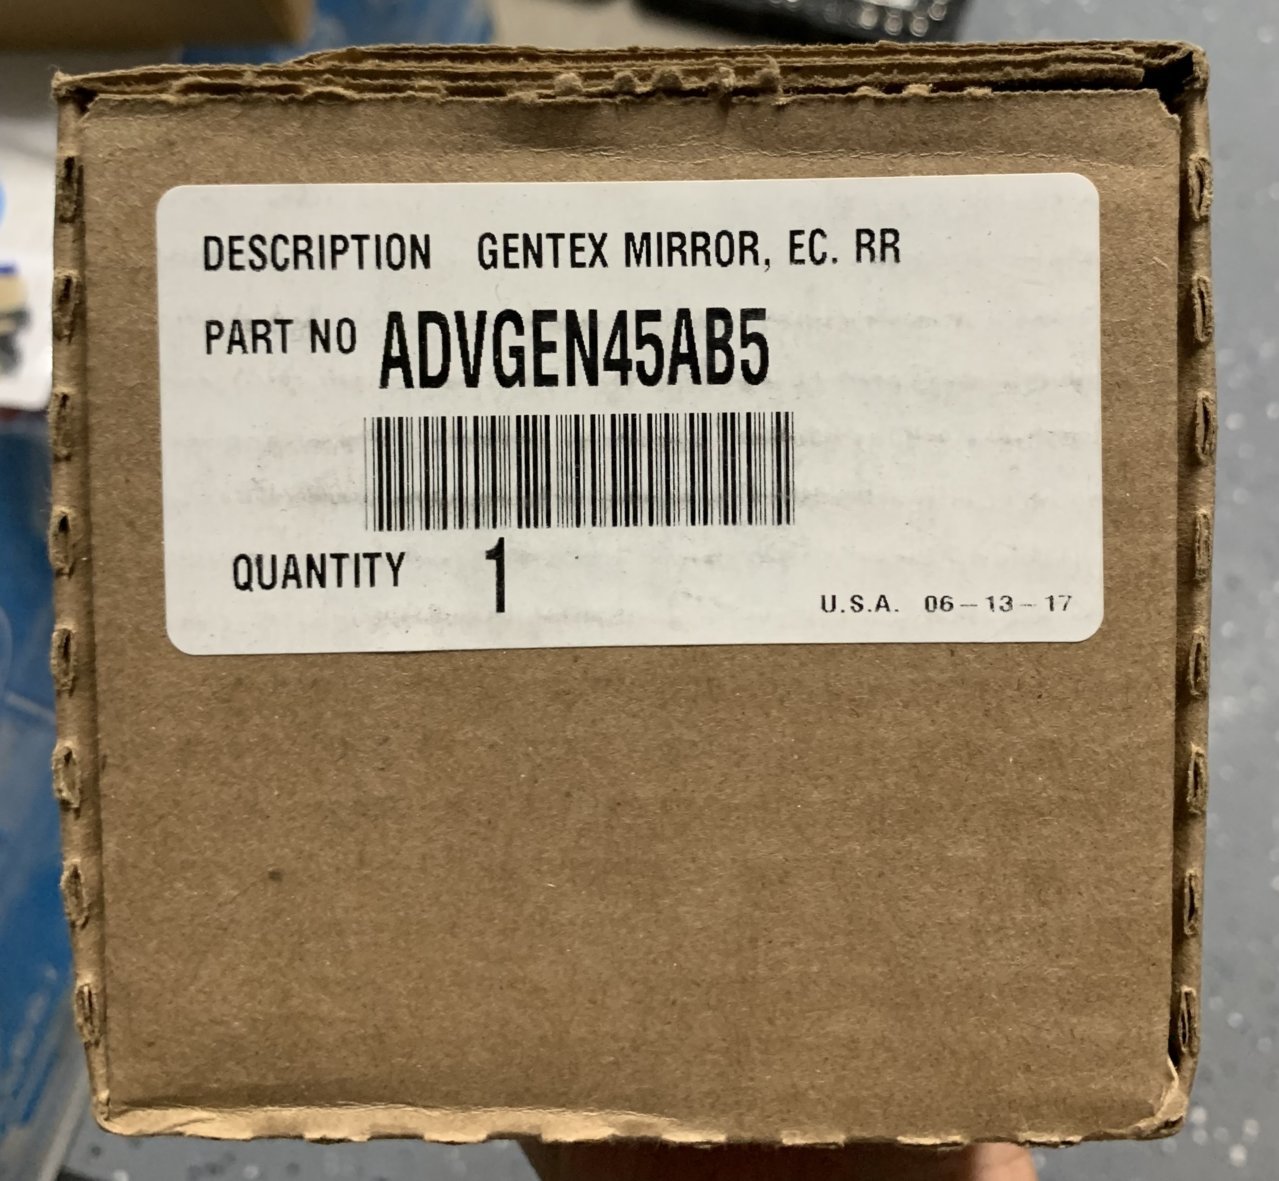 DESCRIPTION GENTEX MIRROR, EC. RR
PART NO ADVGEN45AB5
QUANTITY 1
U.S.A. 06-13-17